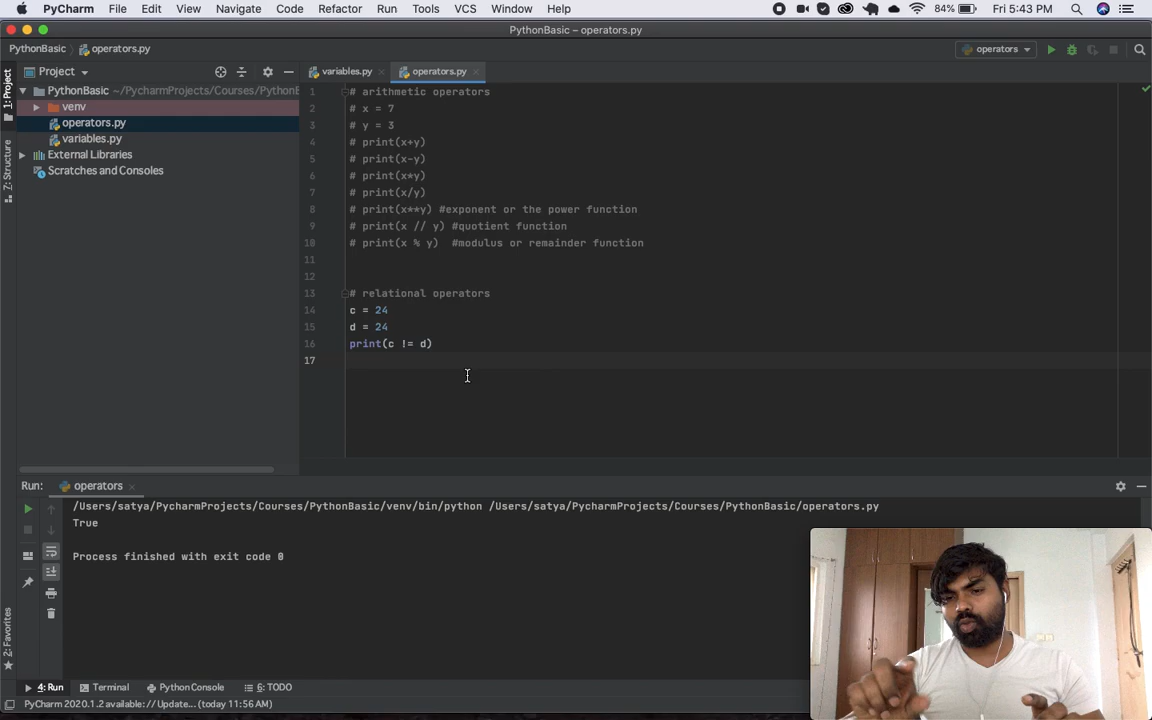 PyCharm File Edit View Navigate Code Refactor Run Tools VCS Window Help 84% Fri 5:43 PM
PythonBasic – operators.py
PythonBasic operators.py operators
1: Project
Project variables.py operators.py
PythonBasic ~/PycharmProjects/Courses/PythonB
venv
operators.py
variables.py
External Libraries
Scratches and Consoles
Z: Structure
1 # arithmetic operators
2 # x = 7
3 # y = 3
4 # print(x+y)
5 # print(x-y)
6 # print(x*y)
7 # print(x/y)
8 # print(x**y) #exponent or the power function
9 # print(x // y) #quotient function
10 # print(x % y)  #modulus or remainder function
11
12
13 # relational operators
14 c = 24
15 d = 24
16 print(c != d)
17
Run: operators
/Users/satya/PycharmProjects/Courses/PythonBasic/venv/bin/python /Users/satya/PycharmProjects/Courses/PythonBasic/operators.py
True
Process finished with exit code 0
2: Favorites
4: Run Terminal Python Console 6: TODO
PyCharm 2020.1.2 available: // Update... (today 11:56 AM)